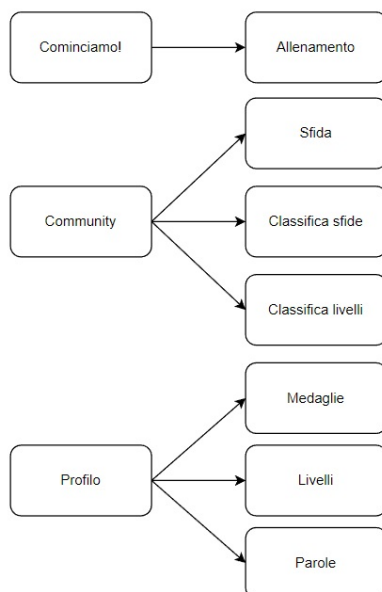 Cominciamo!
Allenamento
Sfida
Community
Classifica sfide
Classifica livelli
Medaglie
Profilo
Livelli
Parole